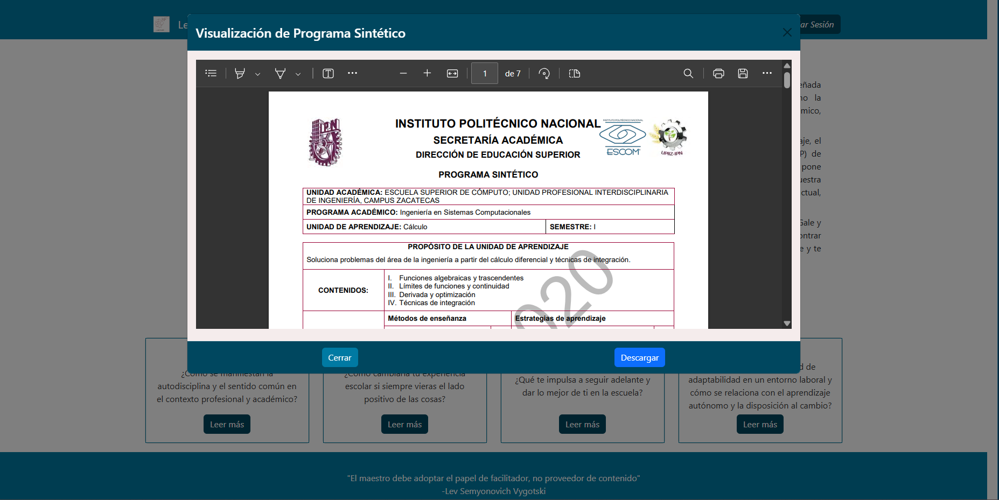 Le
ar Sesión
Visualización de Programa Sintético
1 de 7
INSTITUTO POLITÉCNICO NACIONAL
SECRETARÍA ACADÉMICA
DIRECCIÓN DE EDUCACIÓN SUPERIOR
IPN
INSTITUTO POLITÉCNICO NACIONAL
ESCOM
UPIIZ-IPN
PROGRAMA SINTÉTICO
UNIDAD ACADÉMICA: ESCUELA SUPERIOR DE CÓMPUTO; UNIDAD PROFESIONAL INTERDISCIPLINARIA
DE INGENIERÍA, CAMPUS ZACATECAS
PROGRAMA ACADÉMICO: Ingeniería en Sistemas Computacionales
UNIDAD DE APRENDIZAJE: Cálculo
SEMESTRE: I
PROPÓSITO DE LA UNIDAD DE APRENDIZAJE
Soluciona problemas del área de la ingeniería a partir del cálculo diferencial y técnicas de integración.
CONTENIDOS:
I. Funciones algebraicas y trascendentes
II. Límites de funciones y continuidad
III. Derivada y optimización
IV. Técnicas de integración
Métodos de enseñanza
Estrategias de aprendizaje
020
eñada
no la
mico,
aje, el
P) de
pone
uestra
ctual,
Gale y
ontrar
e y te
Cerrar
Descargar
¿Cómo se manifiestan la
autodisciplina y el sentido común en
el contexto profesional y académico?
Leer más
¿Cómo cambiaría tu experiencia
escolar si siempre vieras el lado
positivo de las cosas?
Leer más
¿Qué te impulsa a seguir adelante y
dar lo mejor de ti en la escuela?
Leer más
d de
adaptabilidad en un entorno laboral y
cómo se relaciona con el aprendizaje
autónomo y la disposición al cambio?
Leer más
"El maestro debe adoptar el papel de facilitador, no proveedor de contenido"
-Lev Semyonovich Vygotski